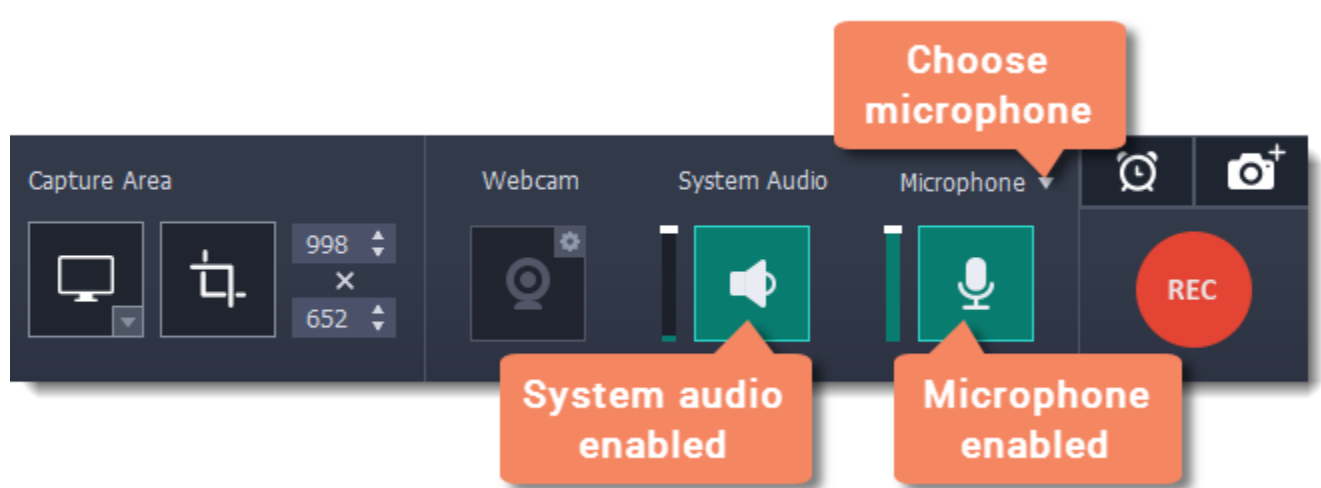 Choose
microphone
Capture Area
Webcam
System Audio
Microphone
998
×
652
REC
System audio
enabled
Microphone
enabled